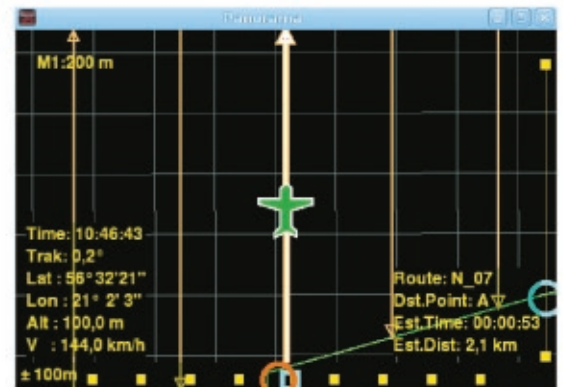 Panorama
M1:200 m
Time: 10:46:43
Trak: 0,2°
Lat : 56° 32'21"
Lon : 21° 2' 3"
Alt : 100,0 m
V : 144,0 km/h
± 100m
Route: N_07
Dst.Point: A
Est.Time: 00:00:53
Est.Dist: 2,1 km